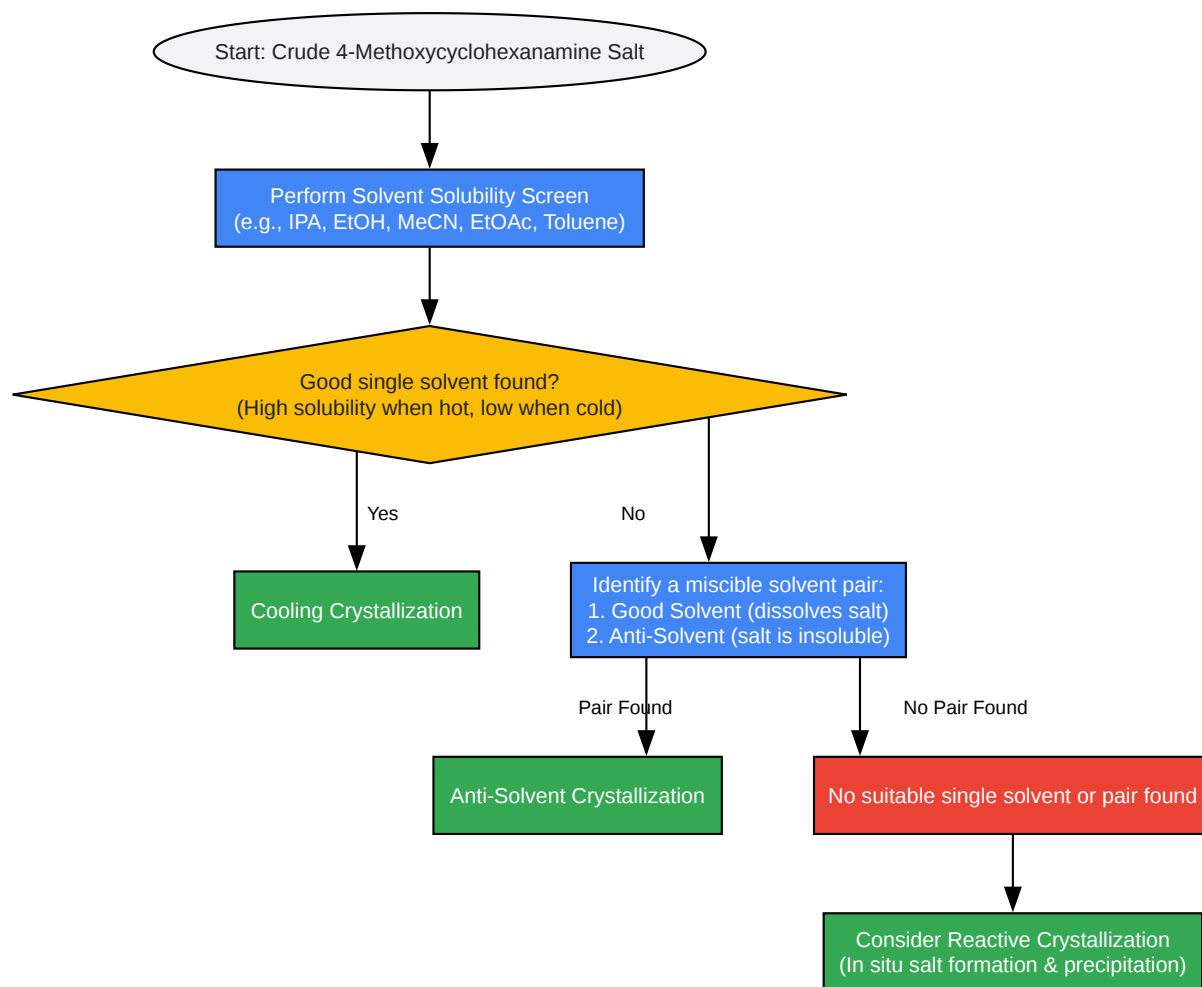 Start: Crude 4-Methoxycyclohexanamine Salt
Perform Solvent Solubility Screen
(e.g., IPA, EtOH, MeCN, EtOAc, Toluene)
Good single solvent found?
(High solubility when hot, low when cold)
Yes
No
Cooling Crystallization
Identify a miscible solvent pair:
1. Good Solvent (dissolves salt)
2. Anti-Solvent (salt is insoluble)
Pair Found
No Pair Found
Anti-Solvent Crystallization
No suitable single solvent or pair found
Consider Reactive Crystallization
(In situ salt formation & precipitation)